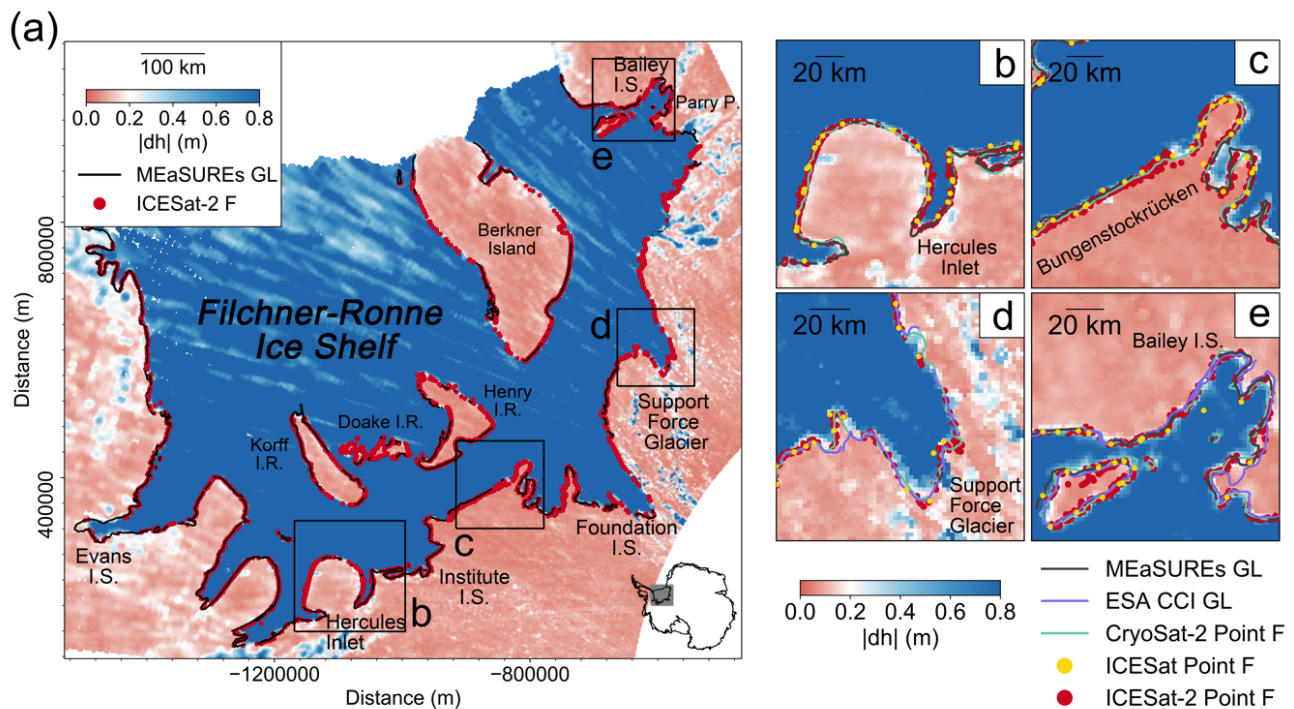 (a)
100 km
0.0 0.2 0.4 0.6 0.8
|dh| (m)
MEaSUREs GL
ICESat-2 F
Bailey
I.S.
Parry P.
e
Berkner
Island
Filchner-Ronne
Ice Shelf
d
Support
Force
Glacier
Henry
I.R.
Doake I.R.
Korff
I.R.
Evans
I.S.
c
Foundation
I.S.
Institute
I.S.
b
Hercules
Inlet
8000000
400000
Distance (m)
−1200000
−800000
Distance (m)
20 km
b
Hercules
Inlet
20 km
c
Bungenstockrücken
20 km
d
Support
Force
Glacier
20 km
e
Bailey I.S.
0.0 0.2 0.4 0.6 0.8
|dh| (m)
MEaSUREs GL
ESA CCI GL
CryoSat-2 Point F
ICESat Point F
ICESat-2 Point F